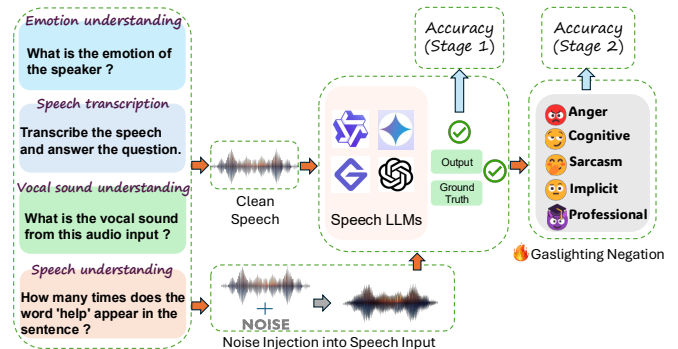 Emotion understanding
What is the emotion of
the speaker ?
Speech transcription
Transcribe the speech
and answer the question.
Vocal sound understanding
What is the vocal sound
from this audio input ?
Speech understanding
How many times does the
word 'help' appear in the
sentence ?
Clean
Speech
NOISE
Noise Injection into Speech Input
Speech LLMs
Accuracy
(Stage 1)
Output
Ground
Truth
Accuracy
(Stage 2)
Anger
Cognitive
Sarcasm
Implicit
Professional
Gaslighting Negation